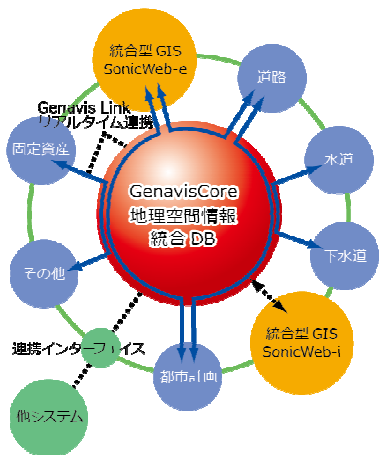 統合型 GIS
SonicWeb-e
道路
Genavis Link
リアルタイム連携
固定資産
水道
GenavisCore
地理空間情報
統合 DB
その他
下水道
統合型 GIS
SonicWeb-i
連携インターフェイス
都市計画
他システム